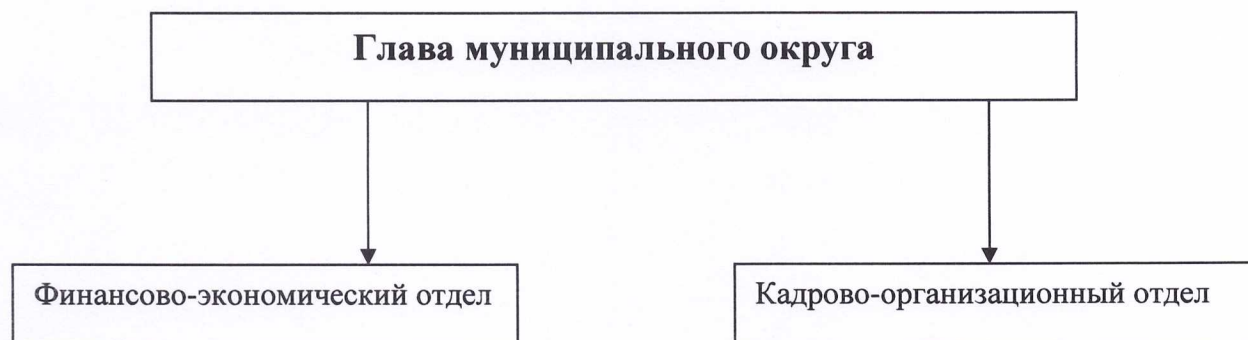 Глава муниципального округа
Финансово-экономический отдел
Кадрово-организационный отдел